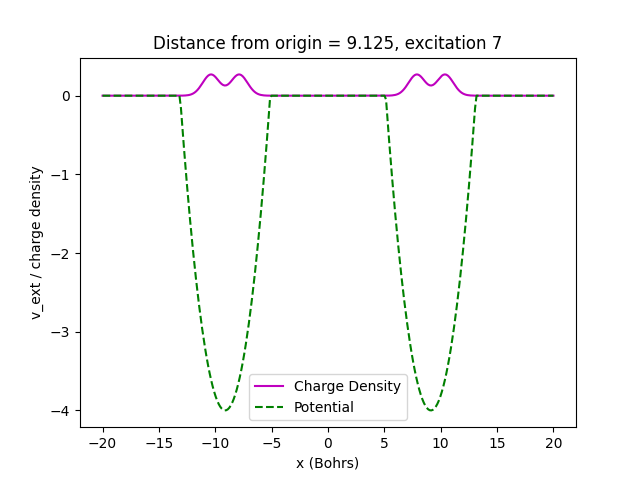 Distance from origin = 9.125, excitation 7
v_ext / charge density
0
−1
−2
−3
−4
Charge Density
Potential
−20 −15 −10 −5 0 5 10 15 20
x (Bohrs)